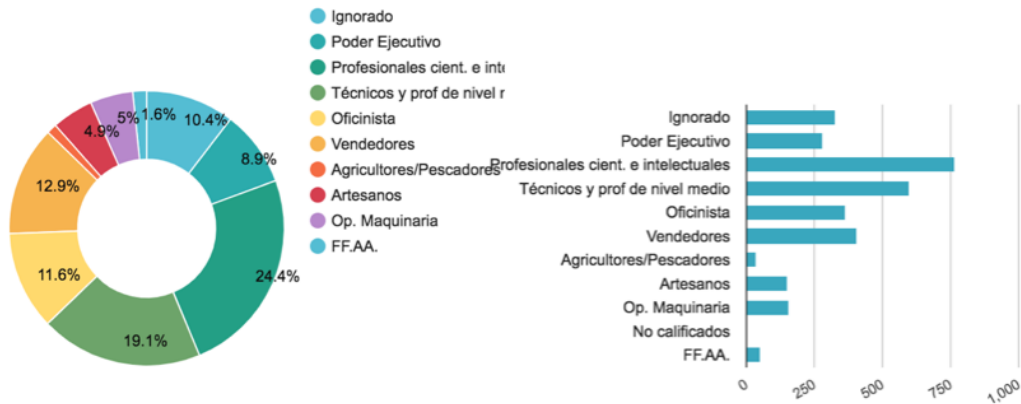 Ignorado
Poder Ejecutivo
Profesionales cient. e inte
Técnicos y prof de nivel r
Oficinista
Vendedores
Agricultores/Pescadores
Artesanos
Op. Maquinaria
FF.AA.
1.6%
10.4%
8.9%
24.4%
19.1%
11.6%
12.9%
4.9%
5%
Ignorado
Poder Ejecutivo
Profesionales cient. e intelectuales
Técnicos y prof de nivel medio
Oficinista
Vendedores
Agricultores/Pescadores
Artesanos
Op. Maquinaria
No calificados
FF.AA.
0
250
500
750
1,000